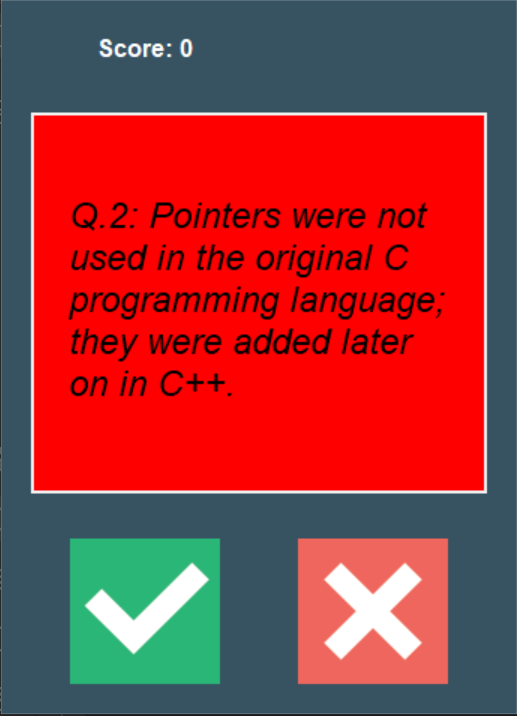 Score: 0
Q.2: Pointers were not
used in the original C
programming language;
they were added later
on in C++.